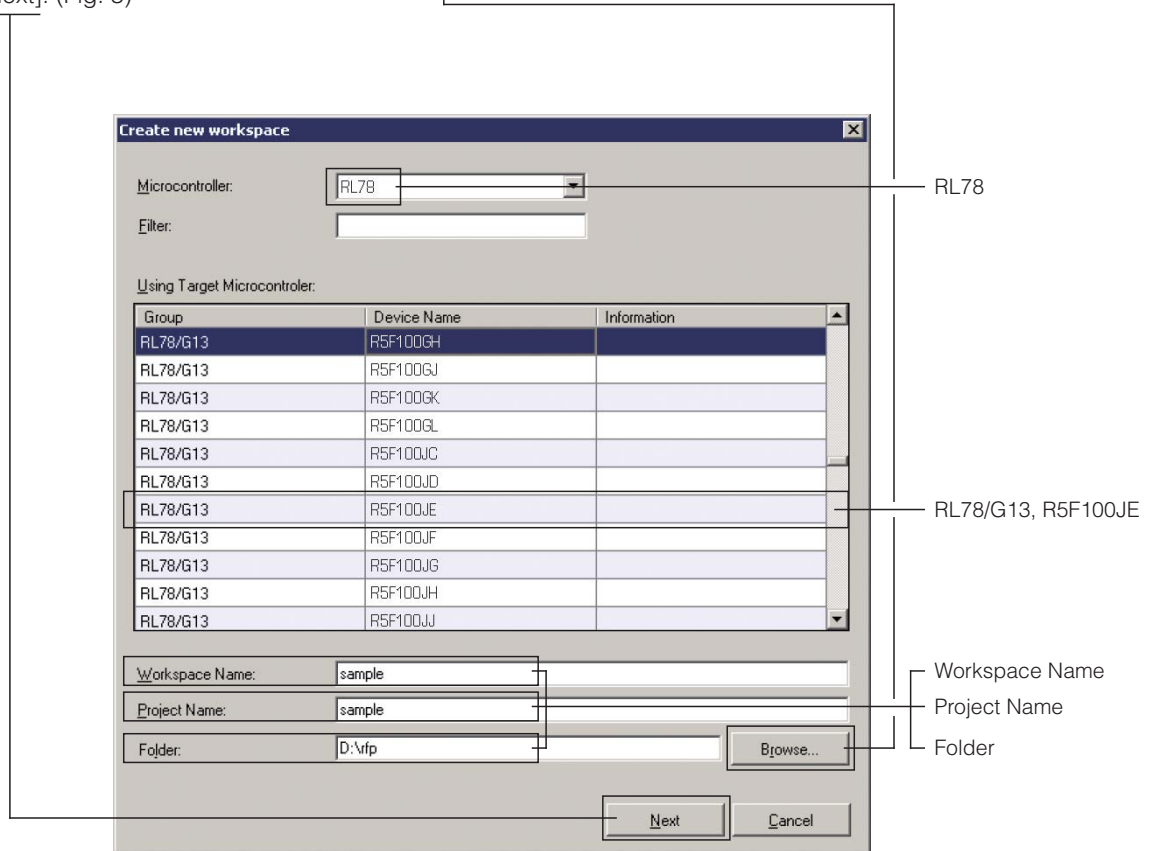 ext]. (Fig. 3)
Create new workspace
Microcontroller: RL78 RL78
Filter:
Using Target Microcontroler:
Group Device Name Information
RL78/G13 R5F100GH
RL78/G13 R5F100GJ
RL78/G13 R5F100GK
RL78/G13 R5F100GL
RL78/G13 R5F100JC
RL78/G13 R5F100JD
RL78/G13 R5F100JE RL78/G13, R5F100JE
RL78/G13 R5F100JF
RL78/G13 R5F100JG
RL78/G13 R5F100JH
RL78/G13 R5F100JJ
Workspace Name: sample Workspace Name
Project Name: sample Project Name
Folder: D:\rfp Browse... Folder
Next Cancel